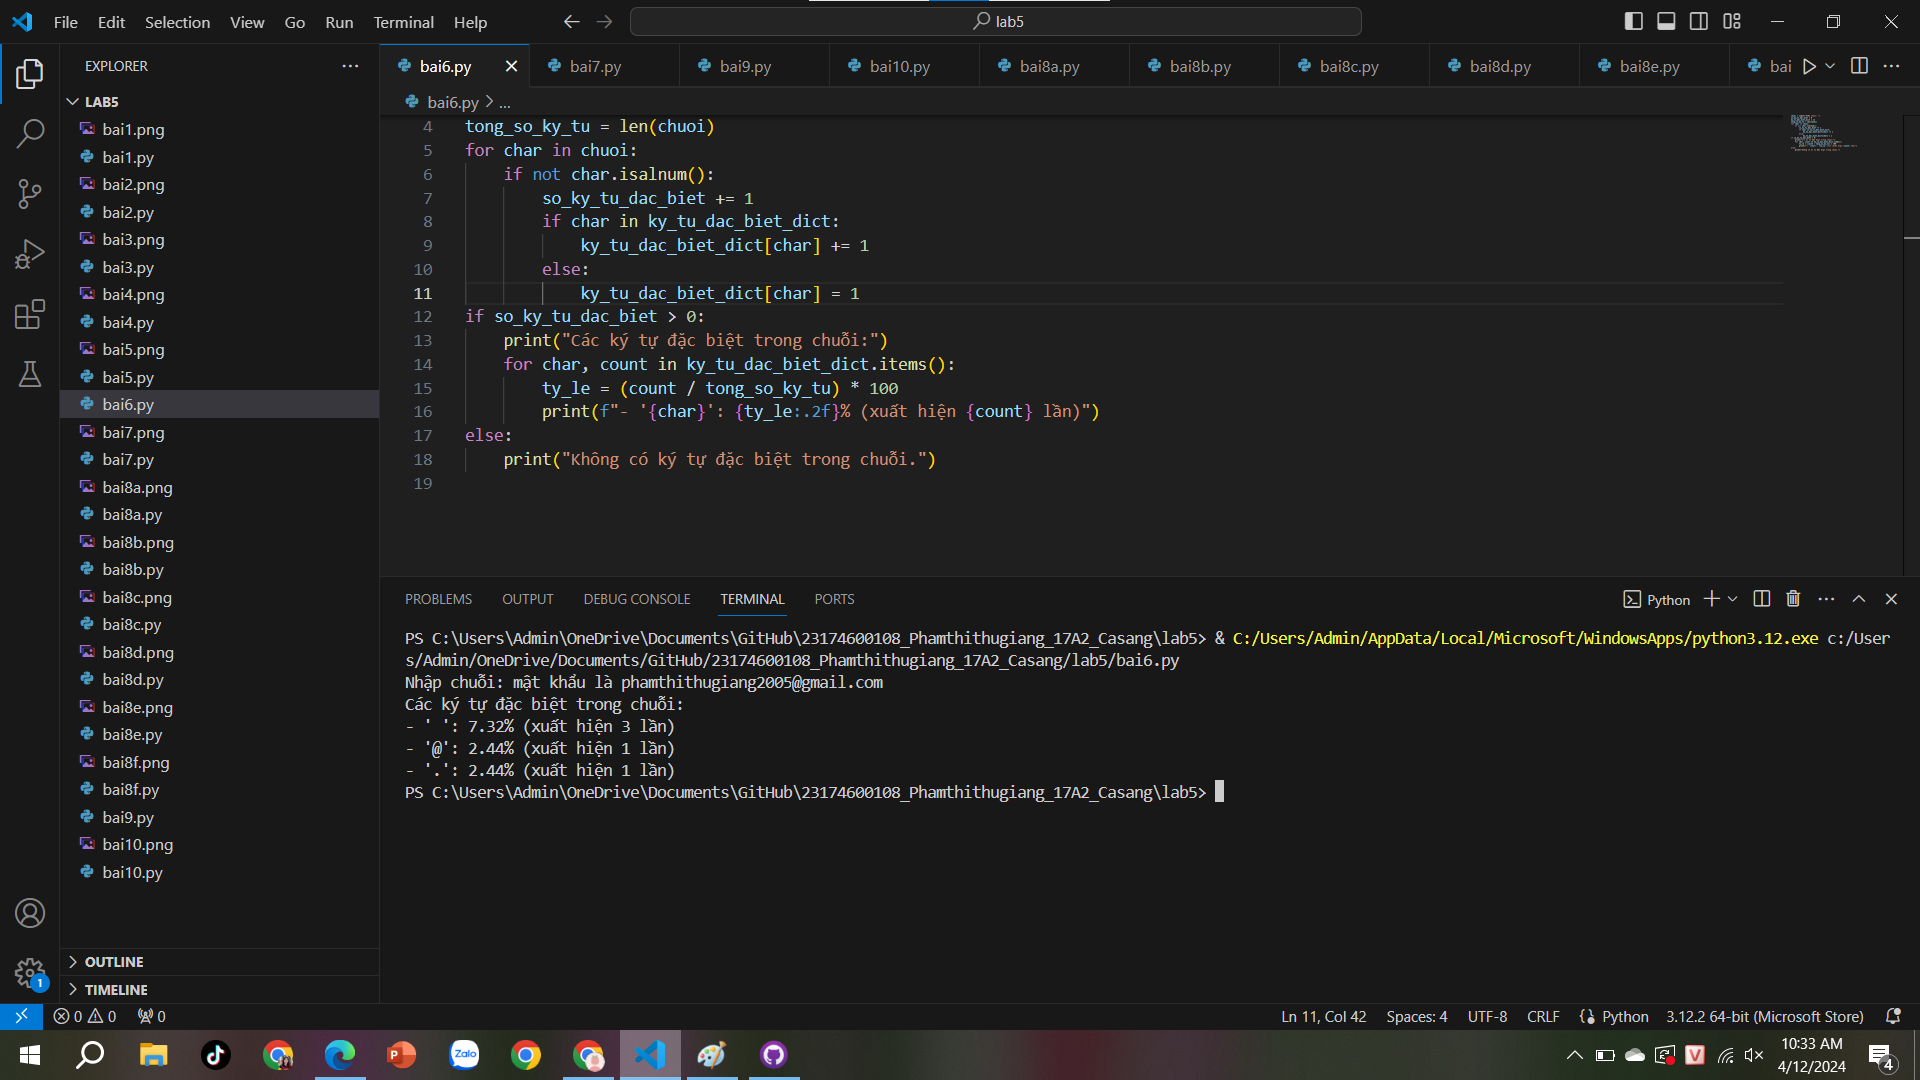 File Edit Selection View Go Run Terminal Help
lab5
EXPLORER
LAB5
bai1.png
bai1.py
bai2.png
bai2.py
bai3.png
bai3.py
bai4.png
bai4.py
bai5.png
bai5.py
bai6.py
bai7.png
bai7.py
bai8a.png
bai8a.py
bai8b.png
bai8b.py
bai8c.png
bai8c.py
bai8d.png
bai8d.py
bai8e.png
bai8e.py
bai8f.png
bai8f.py
bai9.py
bai10.png
bai10.py
OUTLINE
TIMELINE
bai6.py bai7.py bai9.py bai10.py bai8a.py bai8b.py bai8c.py bai8d.py bai8e.py bai
bai6.py > ...
4 tong_so_ky_tu = len(chuoi)
5 for char in chuoi:
6 if not char.isalnum():
7 so_ky_tu_dac_biet += 1
8 if char in ky_tu_dac_biet_dict:
9 ky_tu_dac_biet_dict[char] += 1
10 else:
11 ky_tu_dac_biet_dict[char] = 1
12 if so_ky_tu_dac_biet > 0:
13 print("Các ký tự đặc biệt trong chuỗi:")
14 for char, count in ky_tu_dac_biet_dict.items():
15 ty_le = (count / tong_so_ky_tu) * 100
16 print(f"- '{char}': {ty_le:.2f}% (xuất hiện {count} lần)")
17 else:
18 print("Không có ký tự đặc biệt trong chuỗi.")
19
PROBLEMS OUTPUT DEBUG CONSOLE TERMINAL PORTS
Python
PS C:\Users\Admin\OneDrive\Documents\GitHub\23174600108_Phamthithugiang_17A2_Casang\lab5> & C:/Users/Admin/AppData/Local/Microsoft/WindowsApps/python3.12.exe c:/User
s/Admin/OneDrive/Documents/GitHub/23174600108_Phamthithugiang_17A2_Casang/lab5/bai6.py
Nhập chuỗi: mật khẩu là phamthithugiang2005@gmail.com
Các ký tự đặc biệt trong chuỗi:
- ' ': 7.32% (xuất hiện 3 lần)
- '@': 2.44% (xuất hiện 1 lần)
- '.': 2.44% (xuất hiện 1 lần)
PS C:\Users\Admin\OneDrive\Documents\GitHub\23174600108_Phamthithugiang_17A2_Casang\lab5>
1
0 0 0
Ln 11, Col 42 Spaces: 4 UTF-8 CRLF Python 3.12.2 64-bit (Microsoft Store)
Zalo
V
10:33 AM
4/12/2024
4